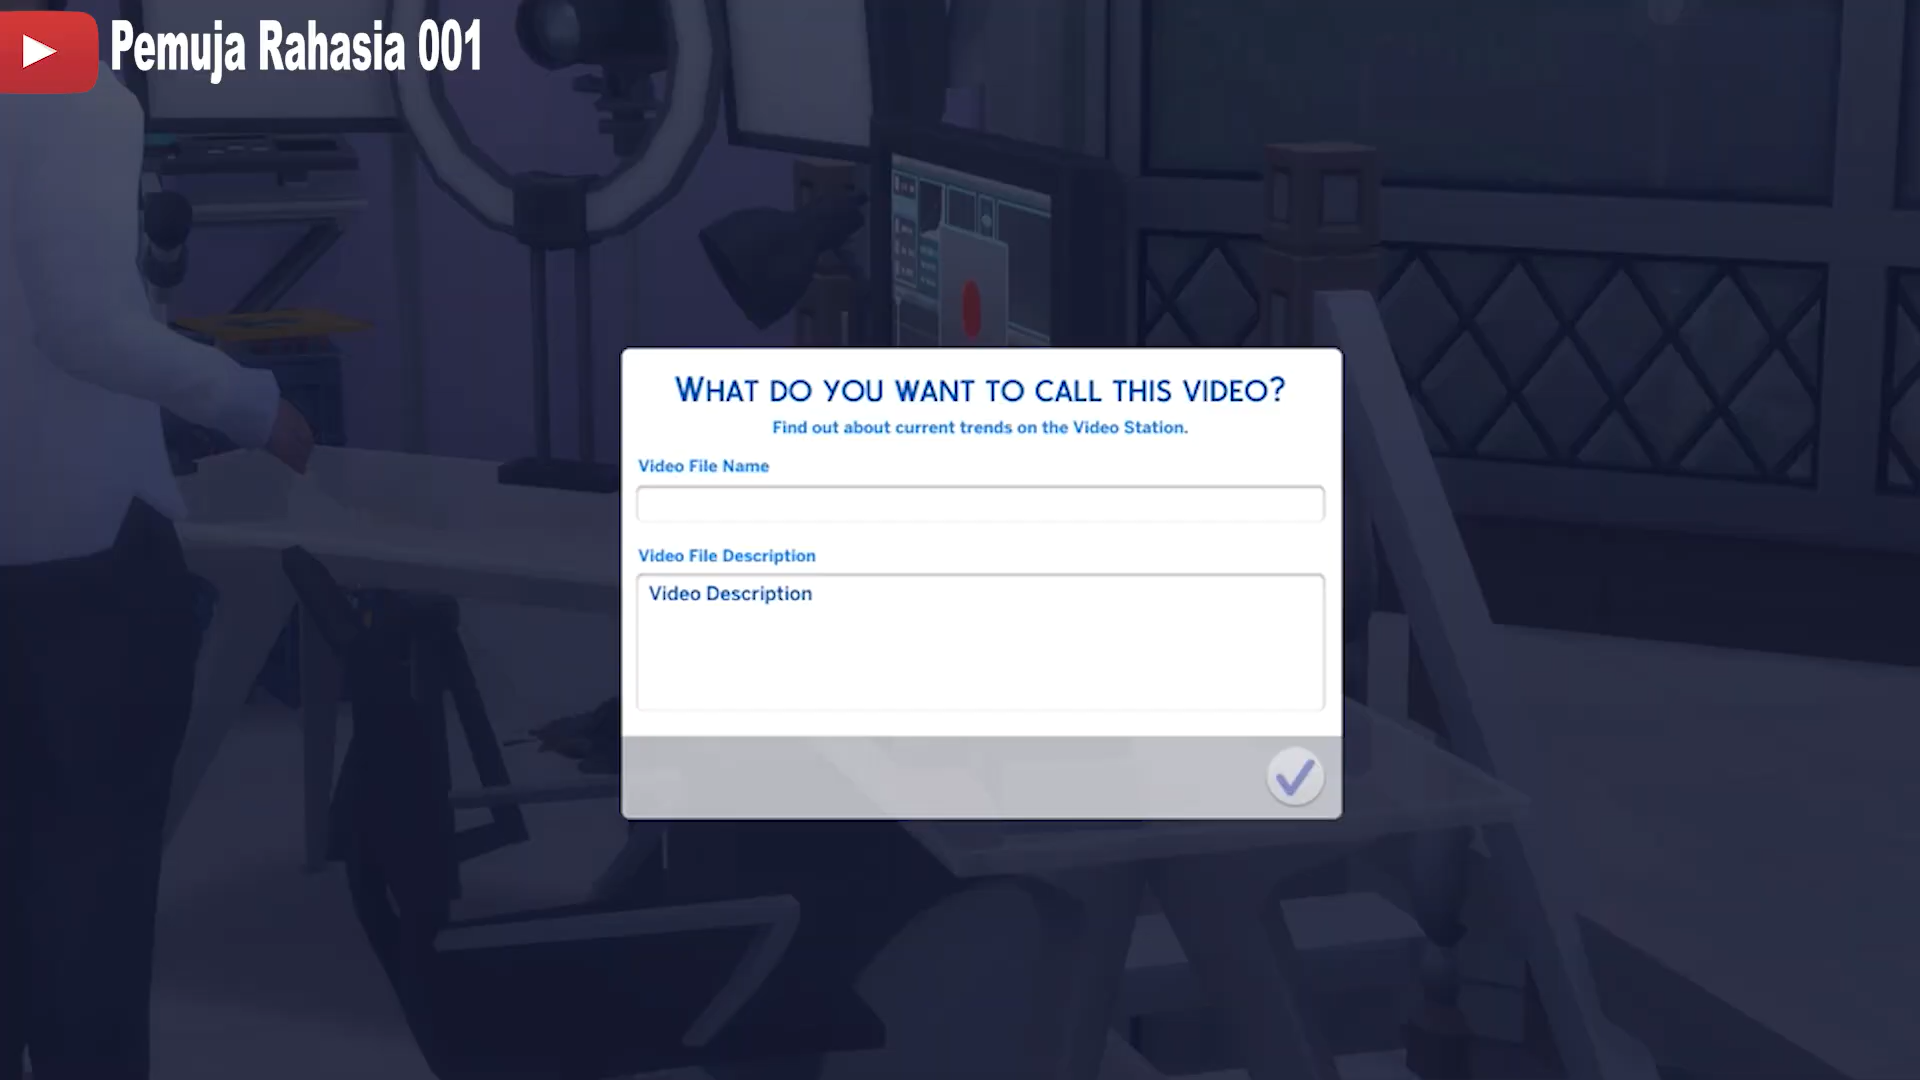 Pemuja Rahasia 001
WHAT DO YOU WANT TO CALL THIS VIDEO?
Find out about current trends on the Video Station.
Video File Name
Video File Description
Video Description